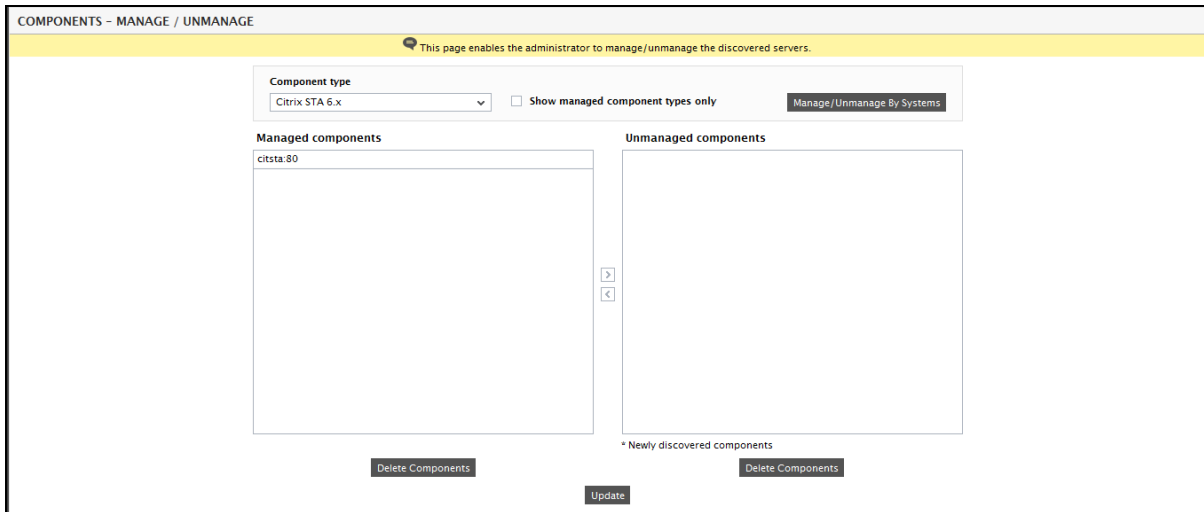 COMPONENTS - MANAGE / UNMANAGE
This page enables the administrator to manage/unmanage the discovered servers.
Component type
Citrix STA 6.x
Show managed component types only
Manage/Unmanage By Systems
Managed components
Unmanaged components
citsta:80
>
<
* Newly discovered components
Delete Components
Delete Components
Update